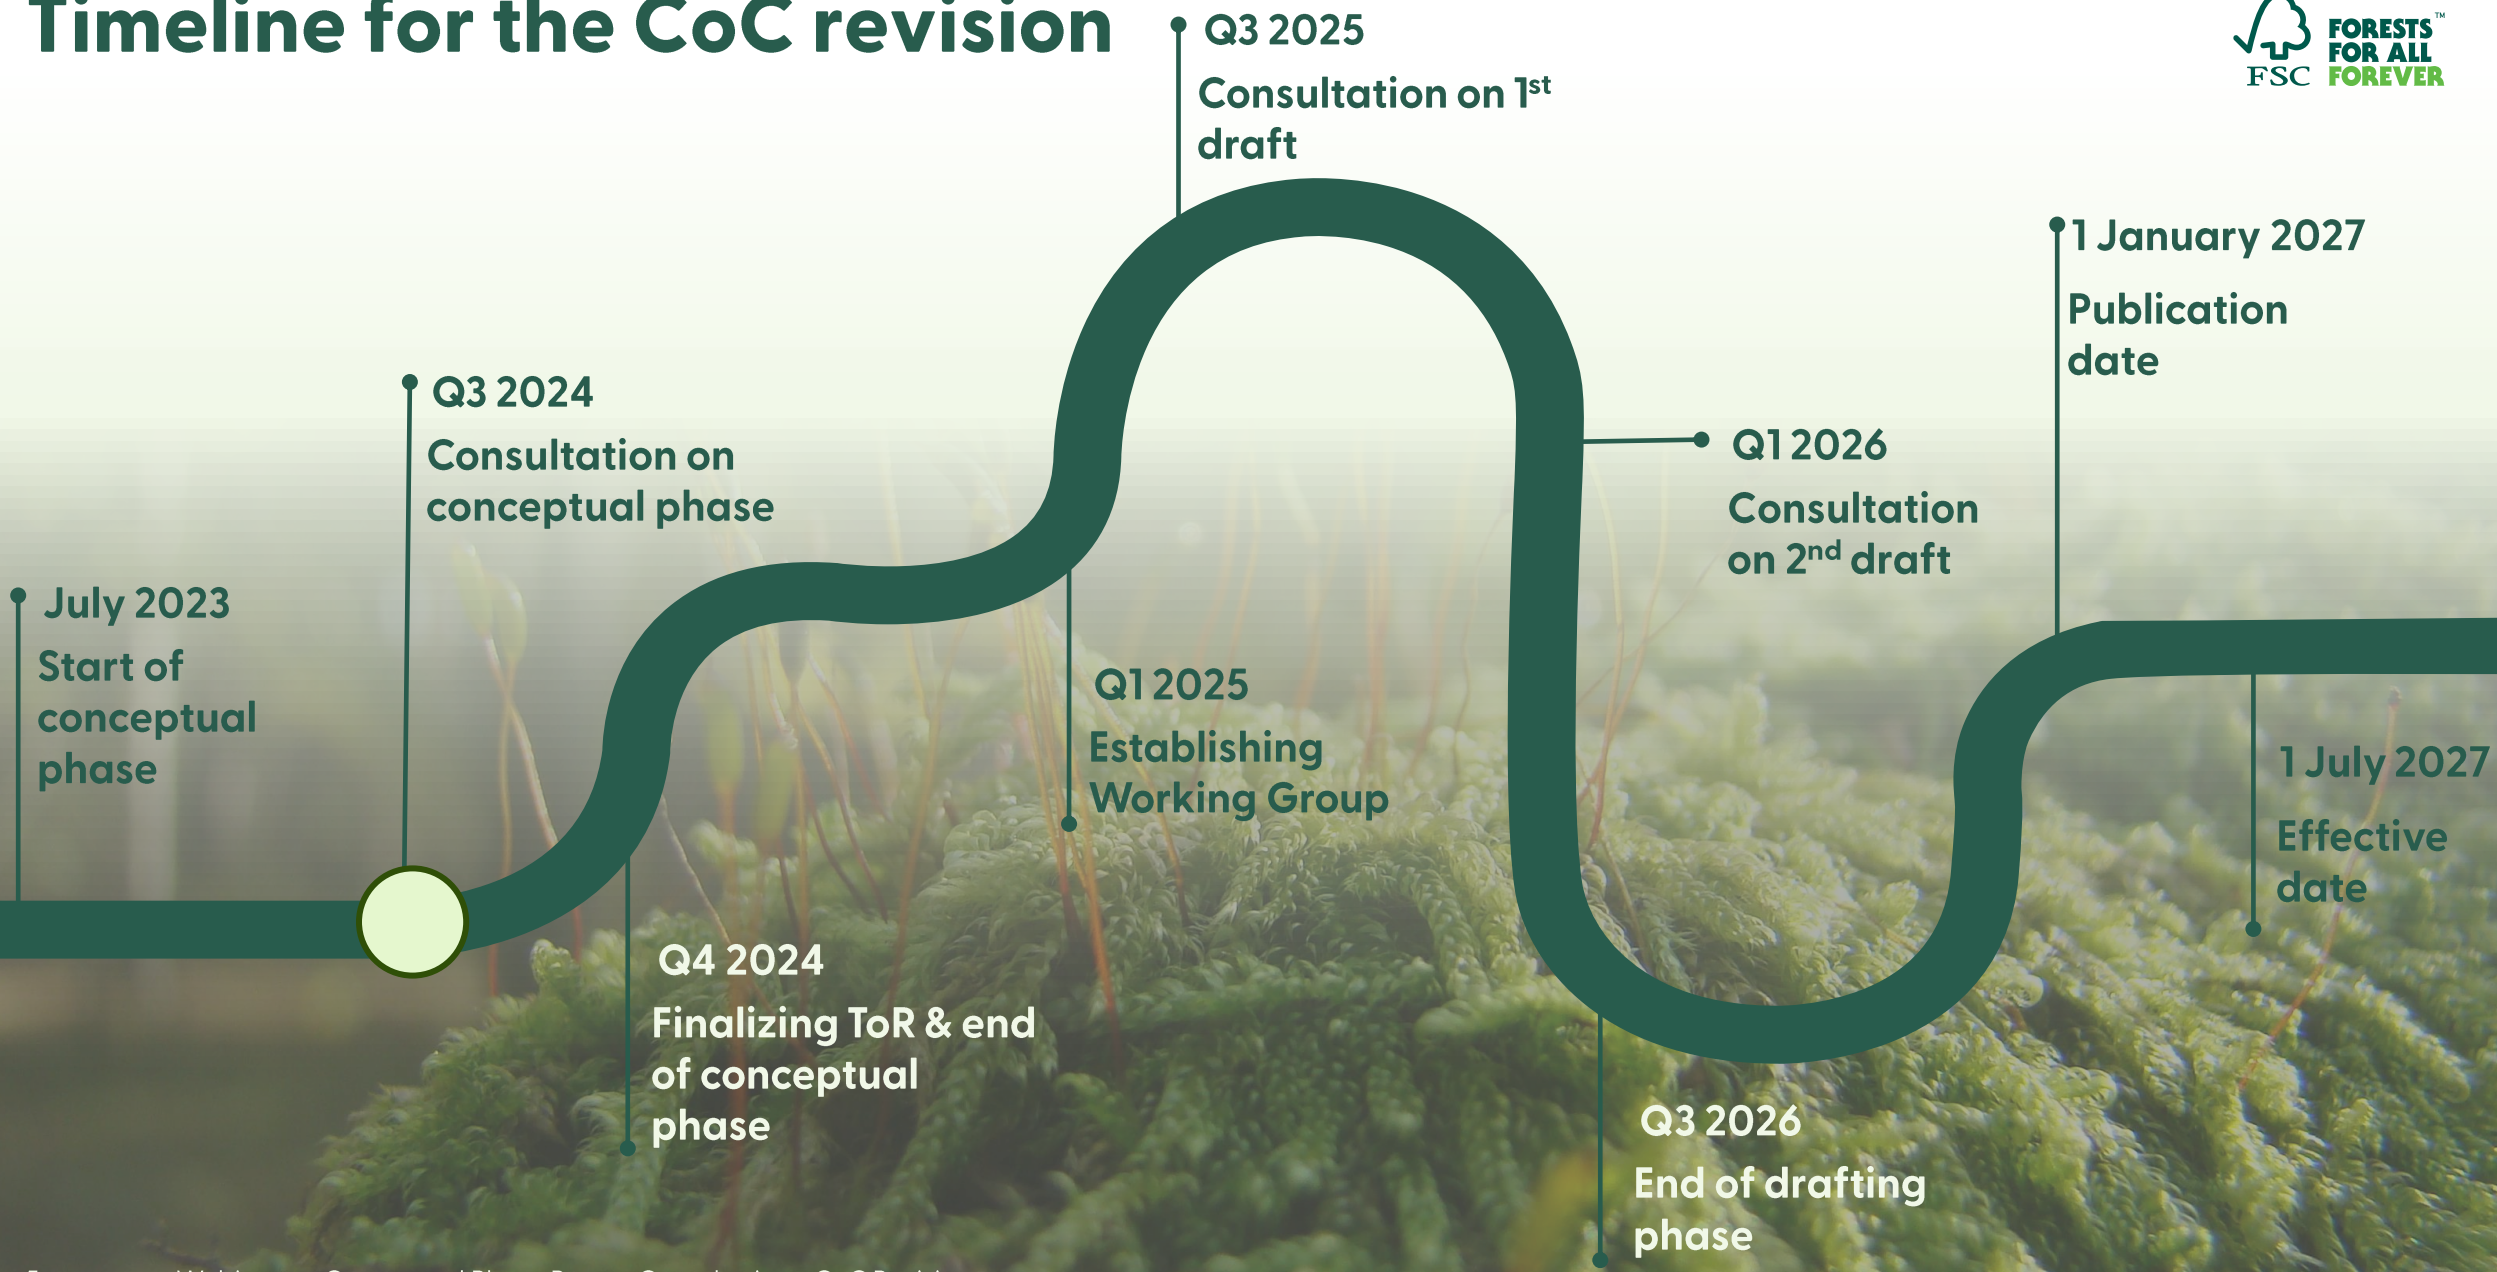 Timeline for the CoC revision
FORESTS™
FOR ALL
FOREVER
FSC
July 2023
Start of
conceptual
phase
Q3 2024
Consultation on
conceptual phase
Q4 2024
Finalizing ToR & end
of conceptual
phase
Q1 2025
Establishing
Working Group
Q3 2025
Consultation on 1st
draft
Q1 2026
Consultation
on 2nd draft
Q3 2026
End of drafting
phase
1 January 2027
Publication
date
1 July 2027
Effective
date